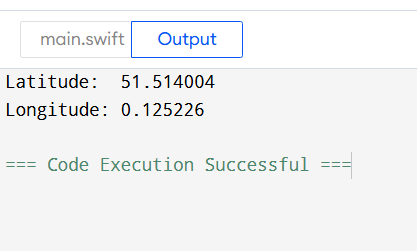 main.swift Output
Latitude:  51.514004
Longitude: 0.125226
=== Code Execution Successful ===